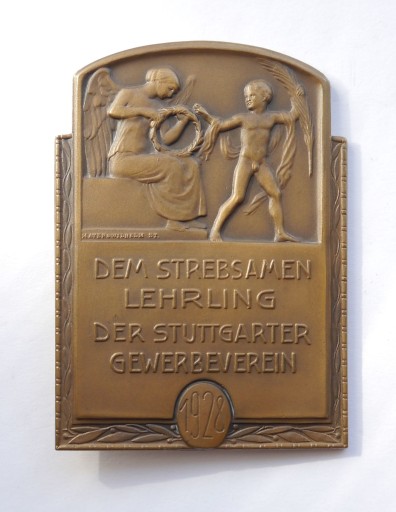 DEM STREBSAMEN
LEHRLING
DER STUTTGARTER
GEWERBEVEREIN
1928